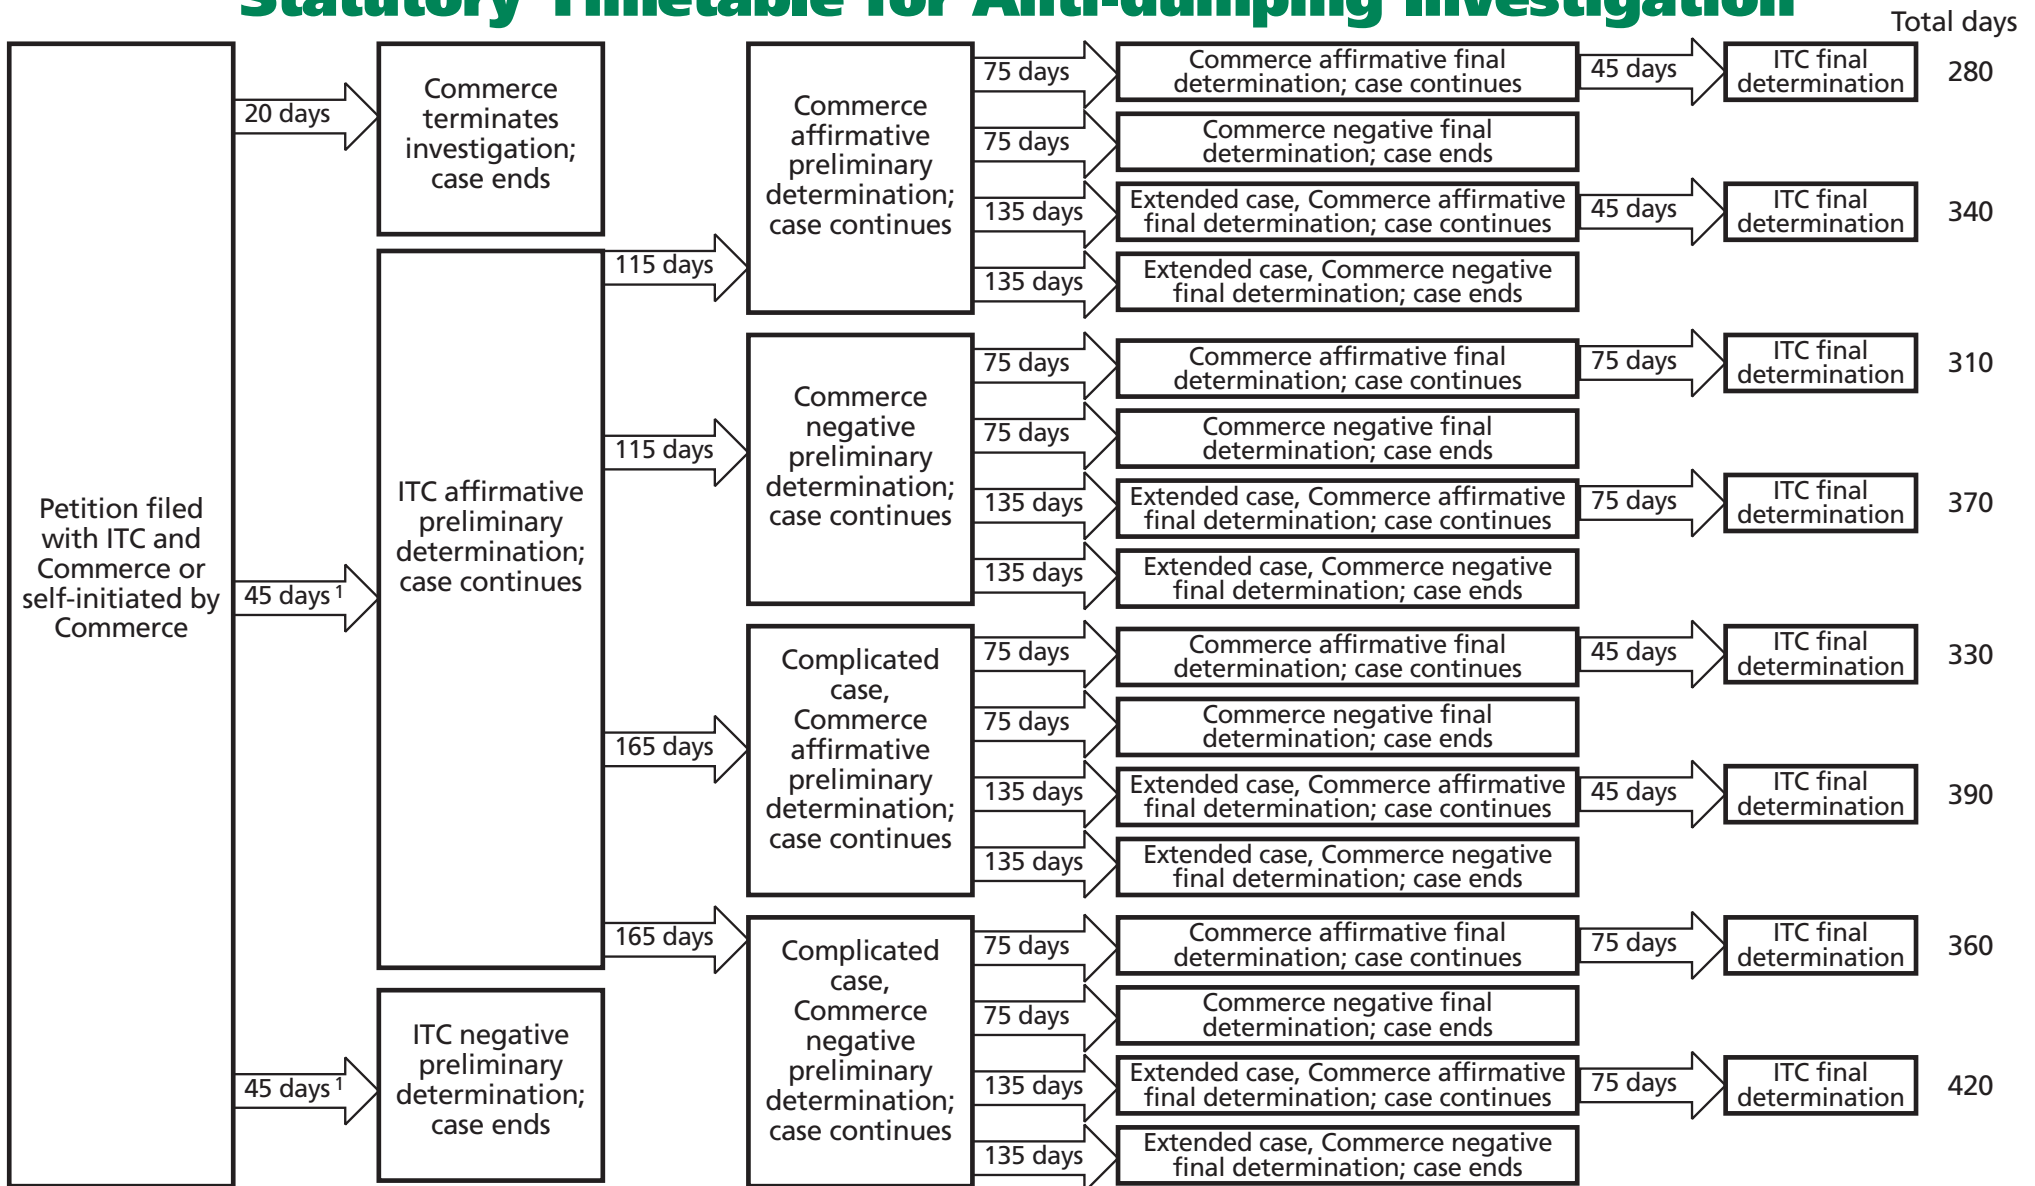 Statutory Timetable for Anti-dumping Investigation
Total days
Petition filed
with ITC and
Commerce or
self-initiated by
Commerce
20 days
45 days 1
45 days 1
Commerce
terminates
investigation;
case ends
ITC affirmative
preliminary
determination;
case continues
ITC negative
preliminary
determination;
case ends
115 days
115 days
165 days
165 days
Commerce
affirmative
preliminary
determination;
case continues
75 days
Commerce affirmative final
determination; case continues
45 days
ITC final
determination
280
75 days
Commerce negative final
determination; case ends
135 days
Extended case, Commerce affirmative
final determination; case continues
45 days
ITC final
determination
340
135 days
Extended case, Commerce negative
final determination; case ends
Commerce
negative
preliminary
determination;
case continues
75 days
Commerce affirmative final
determination; case continues
75 days
ITC final
determination
310
75 days
Commerce negative final
determination; case ends
135 days
Extended case, Commerce affirmative
final determination; case continues
75 days
ITC final
determination
370
135 days
Extended case, Commerce negative
final determination; case ends
Complicated
case,
Commerce
affirmative
preliminary
determination;
case continues
75 days
Commerce affirmative final
determination; case continues
45 days
ITC final
determination
330
75 days
Commerce negative final
determination; case ends
135 days
Extended case, Commerce affirmative
final determination; case continues
45 days
ITC final
determination
390
135 days
Extended case, Commerce negative
final determination; case ends
Complicated
case,
Commerce
negative
preliminary
determination;
case continues
75 days
Commerce affirmative final
determination; case continues
75 days
ITC final
determination
360
75 days
Commerce negative final
determination; case ends
135 days
Extended case, Commerce affirmative
final determination; case continues
75 days
ITC final
determination
420
135 days
Extended case, Commerce negative
final determination; case ends